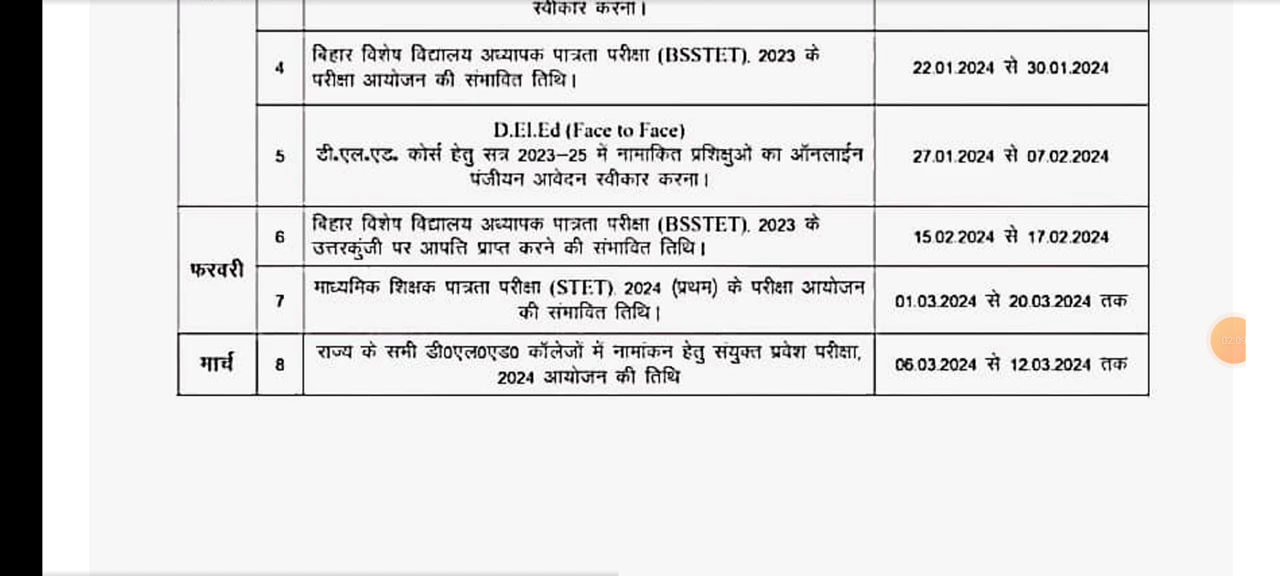 स्वीकार करना।
4
बिहार विशेष विद्यालय अध्यापक पात्रता परीक्षा (BSSTET), 2023 के
परीक्षा आयोजन की संभावित तिथि।
22.01.2024 से 30.01.2024
D.El.Ed (Face to Face)
5
डी.एल.एड. कोर्स हेतु सत्र 2023–25 में नामांकित प्रशिक्षुओं का ऑनलाईन
पंजीयन आवेदन स्वीकार करना।
27.01.2024 से 07.02.2024
फरवरी
6
बिहार विशेष विद्यालय अध्यापक पात्रता परीक्षा (BSSTET), 2023 के
उत्तरकुंजी पर आपति प्राप्त करने की संभावित तिथि।
15.02.2024 से 17.02.2024
7
माध्यमिक शिक्षक पात्रता परीक्षा (STET), 2024 (प्रथम) के परीक्षा आयोजन
की संभावित तिथि।
01.03.2024 से 20.03.2024 तक
मार्च
8
राज्य के सभी डी0एल0एड0 कॉलेजों में नामांकन हेतु संयुक्त प्रवेश परीक्षा,
2024 आयोजन की तिथि
06.03.2024 से 12.03.2024 तक